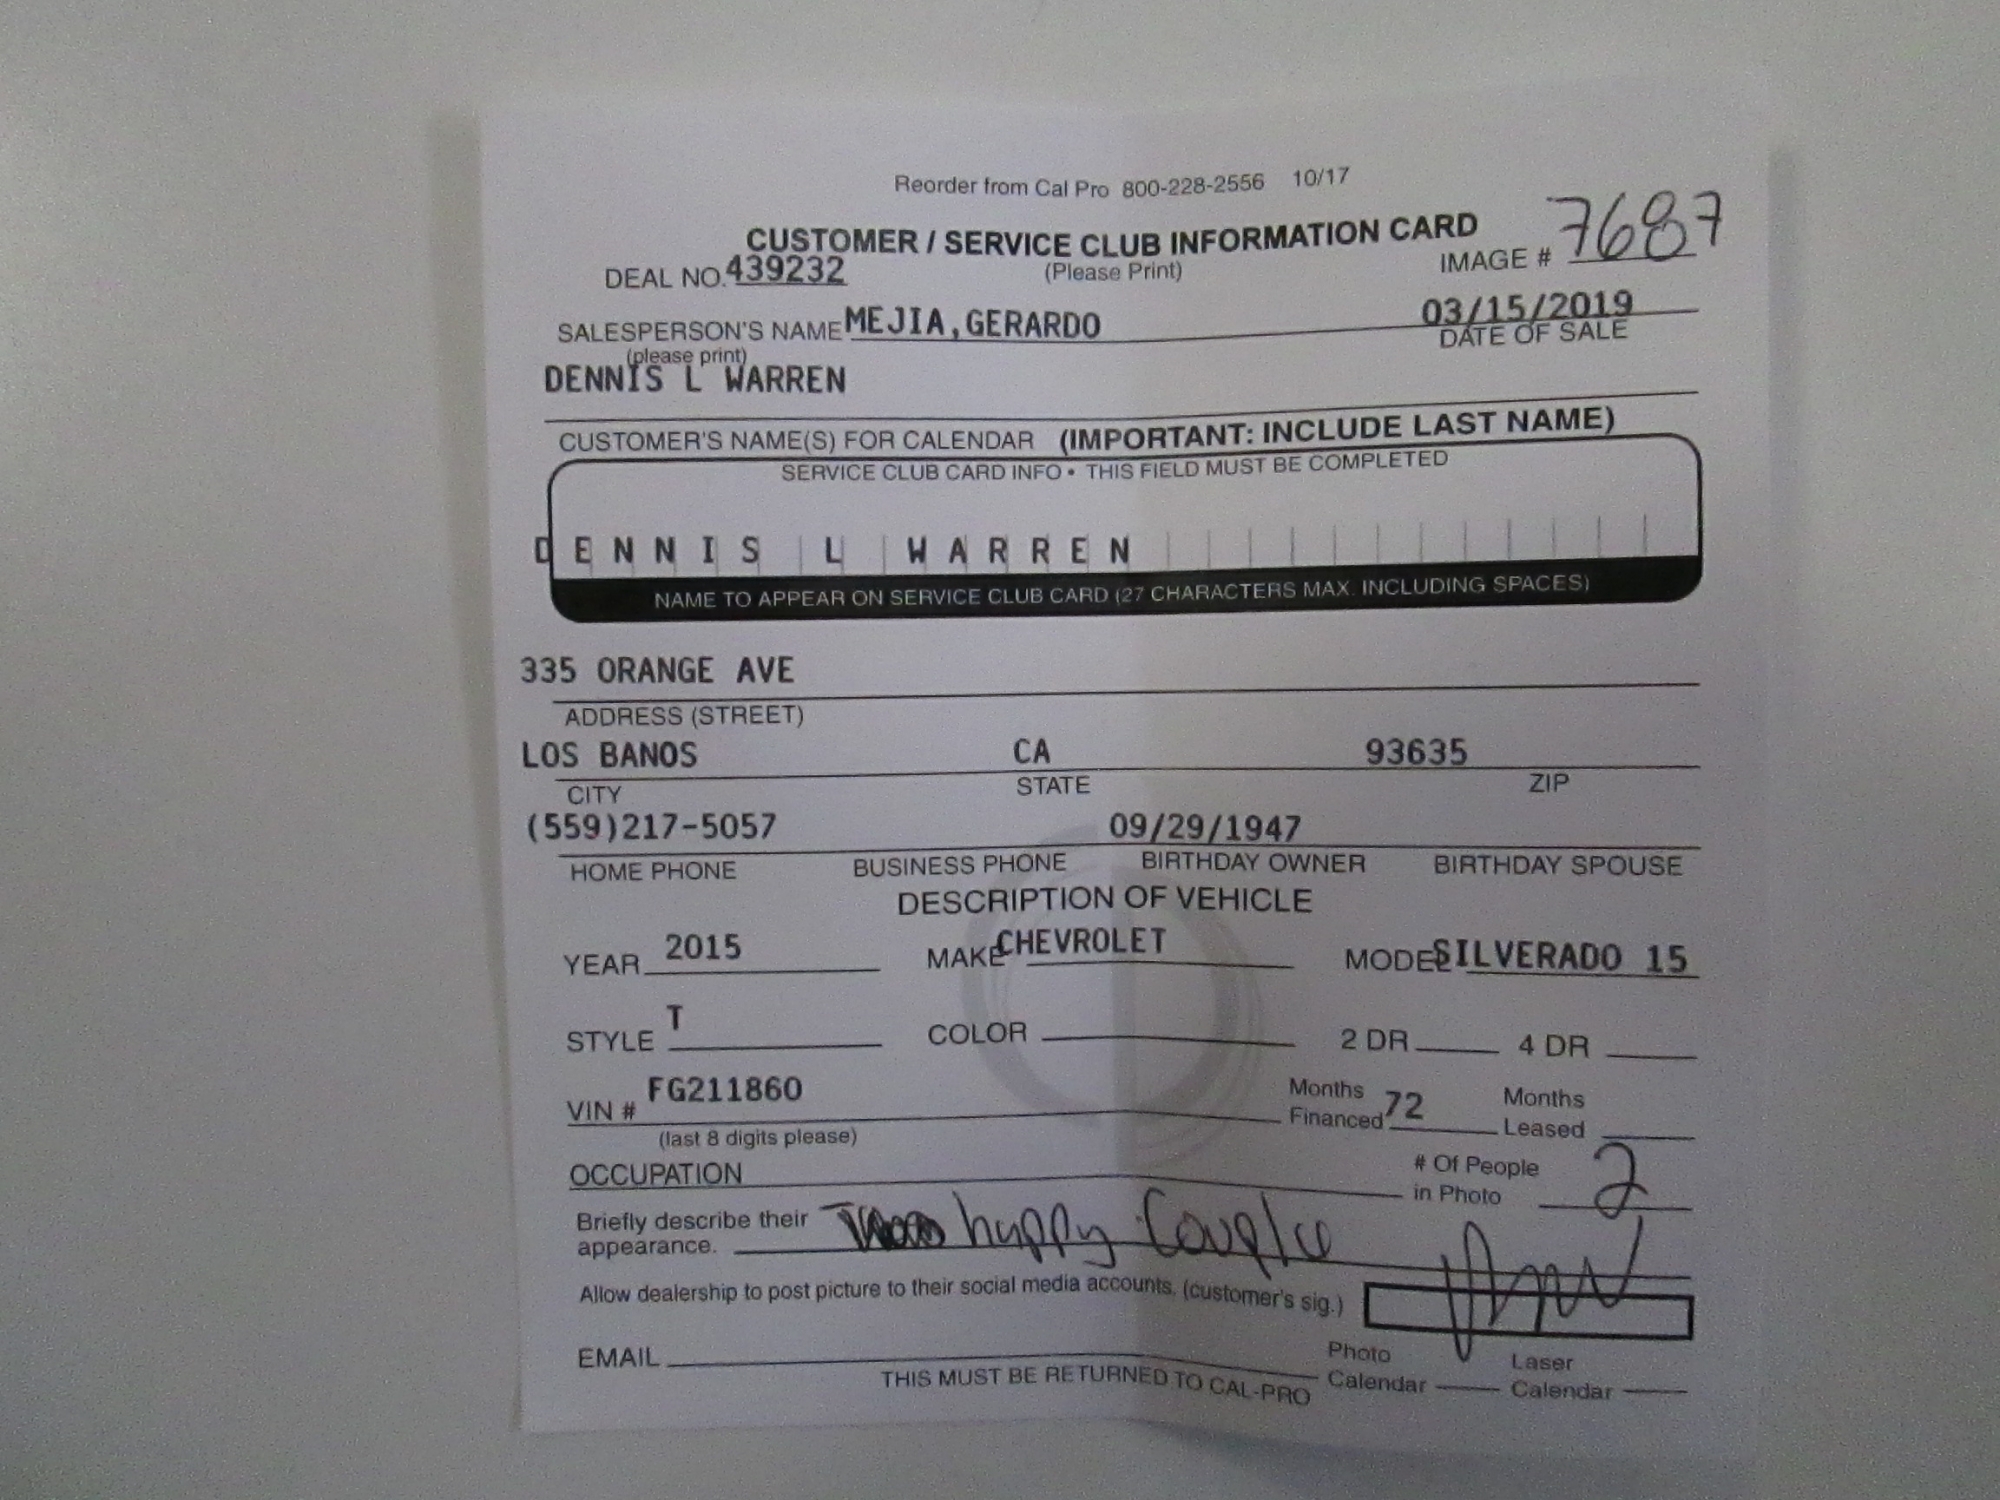 Reorder from Cal Pro 800-228-2556 10/17
CUSTOMER / SERVICE CLUB INFORMATION CARD
(Please Print)
DEAL NO. 439232
IMAGE # 7687
SALESPERSON'S NAME MEJIA,GERARDO 03/15/2019
(please print) DATE OF SALE
DENNIS L WARREN
CUSTOMER'S NAME(S) FOR CALENDAR (IMPORTANT: INCLUDE LAST NAME)
SERVICE CLUB CARD INFO • THIS FIELD MUST BE COMPLETED
DENNIS L WARREN
NAME TO APPEAR ON SERVICE CLUB CARD (27 CHARACTERS MAX. INCLUDING SPACES)
335 ORANGE AVE
ADDRESS (STREET)
LOS BANOS CA 93635
CITY STATE ZIP
(559)217-5057 09/29/1947
HOME PHONE BUSINESS PHONE BIRTHDAY OWNER BIRTHDAY SPOUSE
DESCRIPTION OF VEHICLE
YEAR 2015 MAKE CHEVROLET MODEL SILVERADO 15
STYLE T COLOR 2 DR 4 DR
VIN # FG211860 Months Financed 72 Months Leased
(last 8 digits please)
OCCUPATION # Of People in Photo 2
Briefly describe their appearance. happy Couple
Allow dealership to post picture to their social media accounts. (customer's sig.)
EMAIL Photo Calendar Laser Calendar
THIS MUST BE RETURNED TO CAL-PRO